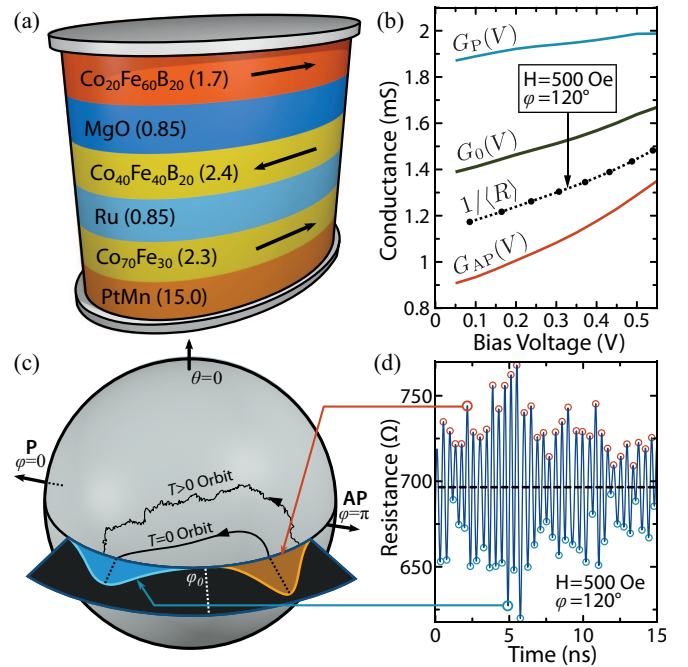 (a)
Co₂₀Fe₆₀B₂₀ (1.7)
MgO (0.85)
Co₄₀Fe₄₀B₂₀ (2.4)
Ru (0.85)
Co₇₀Fe₃₀ (2.3)
PtMn (15.0)
(b)
Conductance (mS)
2
1.8
1.6
1.4
1.2
1
0.8
G_P(V)
H=500 Oe
φ=120°
G₀(V)
1/⟨R⟩
G_AP(V)
0 0.1 0.2 0.3 0.4 0.5
Bias Voltage (V)
(c)
θ=0
P
φ=0
T>0 Orbit
AP
φ=π
T=0 Orbit
φ₀
(d)
Resistance (Ω)
750
700
650
H=500 Oe
φ=120°
0 5 10 15
Time (ns)